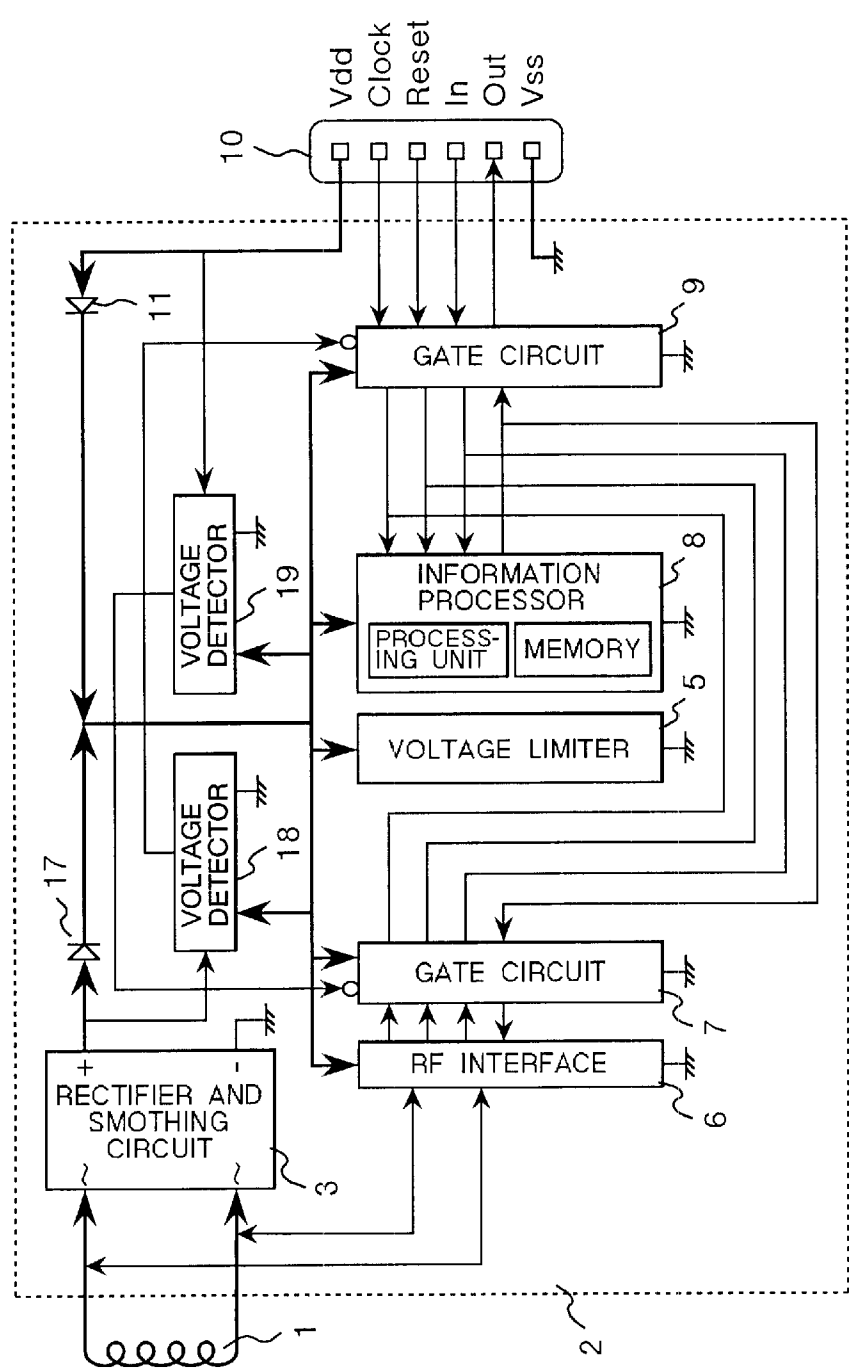 10
Vdd
Clock
Reset
In
Out
Vss
11
9
GATE CIRCUIT
VOLTAGE
DETECTOR
19
INFORMATION
PROCESSOR
8
PROCESS-
ING UNIT
MEMORY
VOLTAGE LIMITER
5
VOLTAGE
DETECTOR
18
17
GATE CIRCUIT
7
RF INTERFACE
6
+
-
RECTIFIER AND
SMOTHING
CIRCUIT
~
~
3
1
2